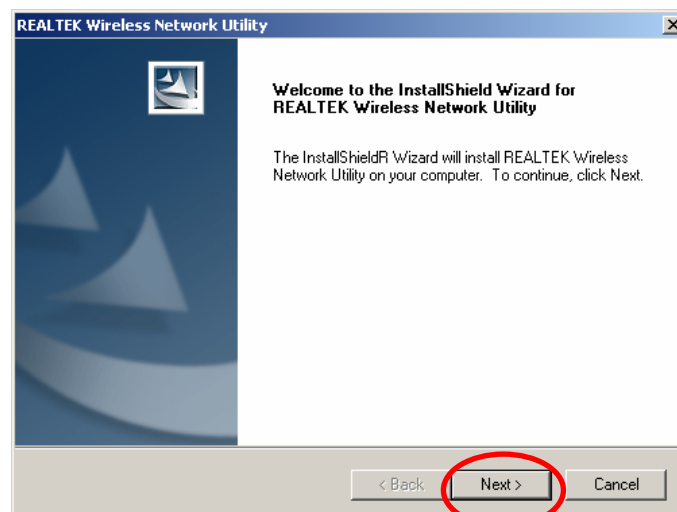 REALTEK Wireless Network Utility
Welcome to the InstallShield Wizard for
REALTEK Wireless Network Utility
The InstallShieldR Wizard will install REALTEK Wireless
Network Utility on your computer. To continue, click Next.
< Back Next > Cancel